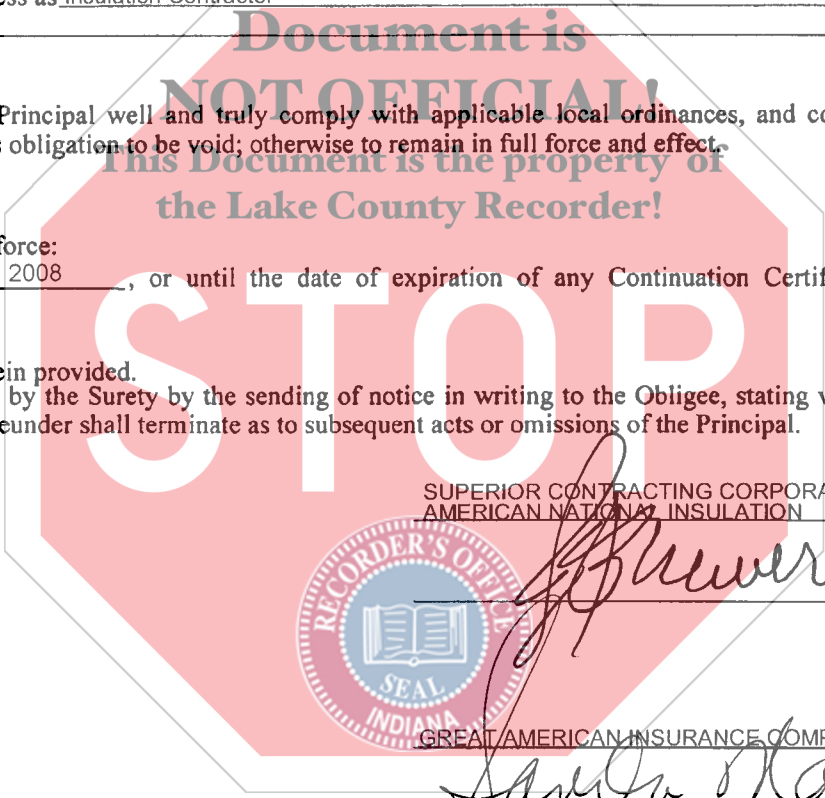 ess as Insulation Contractor
Document is
NOT OFFICIAL!
Principal well and truly comply with applicable local ordinances, and co
s obligation to be void; otherwise to remain in full force and effect.
This Document is the property of
the Lake County Recorder!
force:
2008, or until the date of expiration of any Continuation Certif
STOP
ein provided.
by the Surety by the sending of notice in writing to the Obligee, stating v
eunder shall terminate as to subsequent acts or omissions of the Principal.
SUPERIOR CONTRACTING CORPORA
AMERICAN NATIONAL INSULATION
RECORDER'S OFFICE
SEAL
INDIANA
GREAT AMERICAN INSURANCE COMP